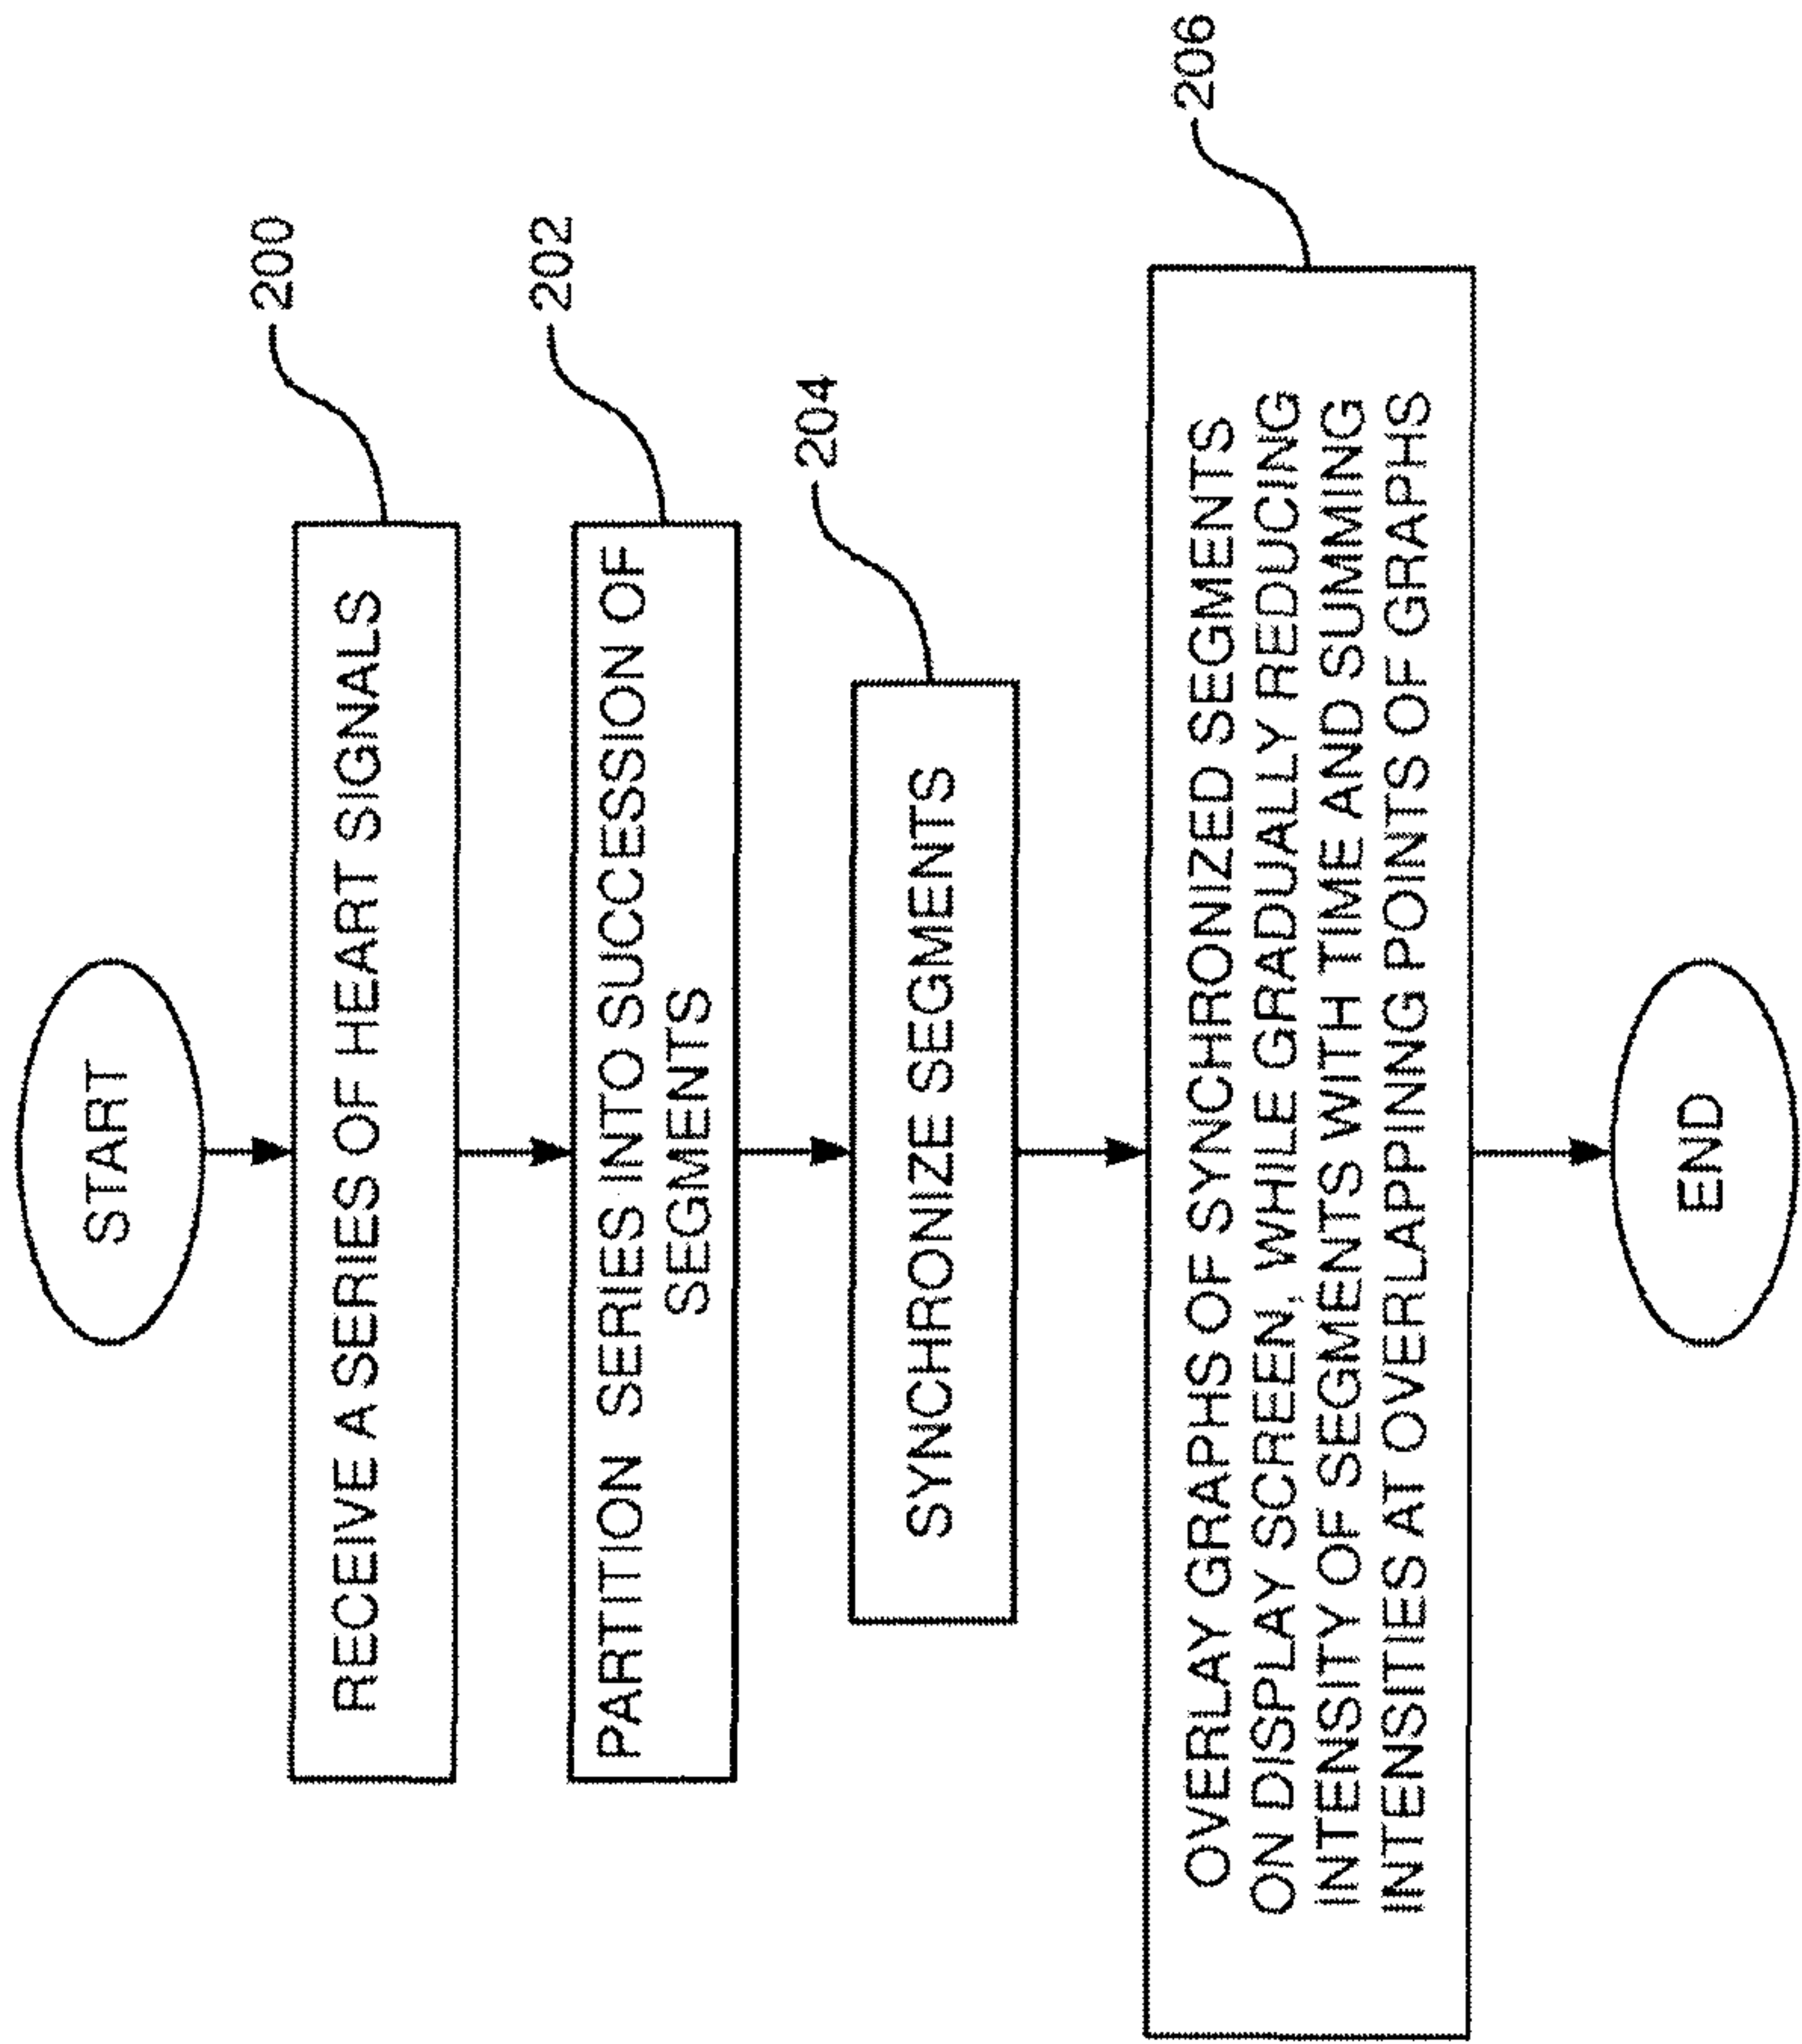 START
200
RECEIVE A SERIES OF HEART SIGNALS
202
PARTITION SERIES INTO SUCCESSION OF
SEGMENTS
204
SYNCHRONIZE SEGMENTS
206
OVERLAY GRAPHS OF SYNCHRONIZED SEGMENTS
ON DISPLAY SCREEN, WHILE GRADUALLY REDUCING
INTENSITY OF SEGMENTS WITH TIME AND SUMMING
INTENSITIES AT OVERLAPPING POINTS OF GRAPHS
END